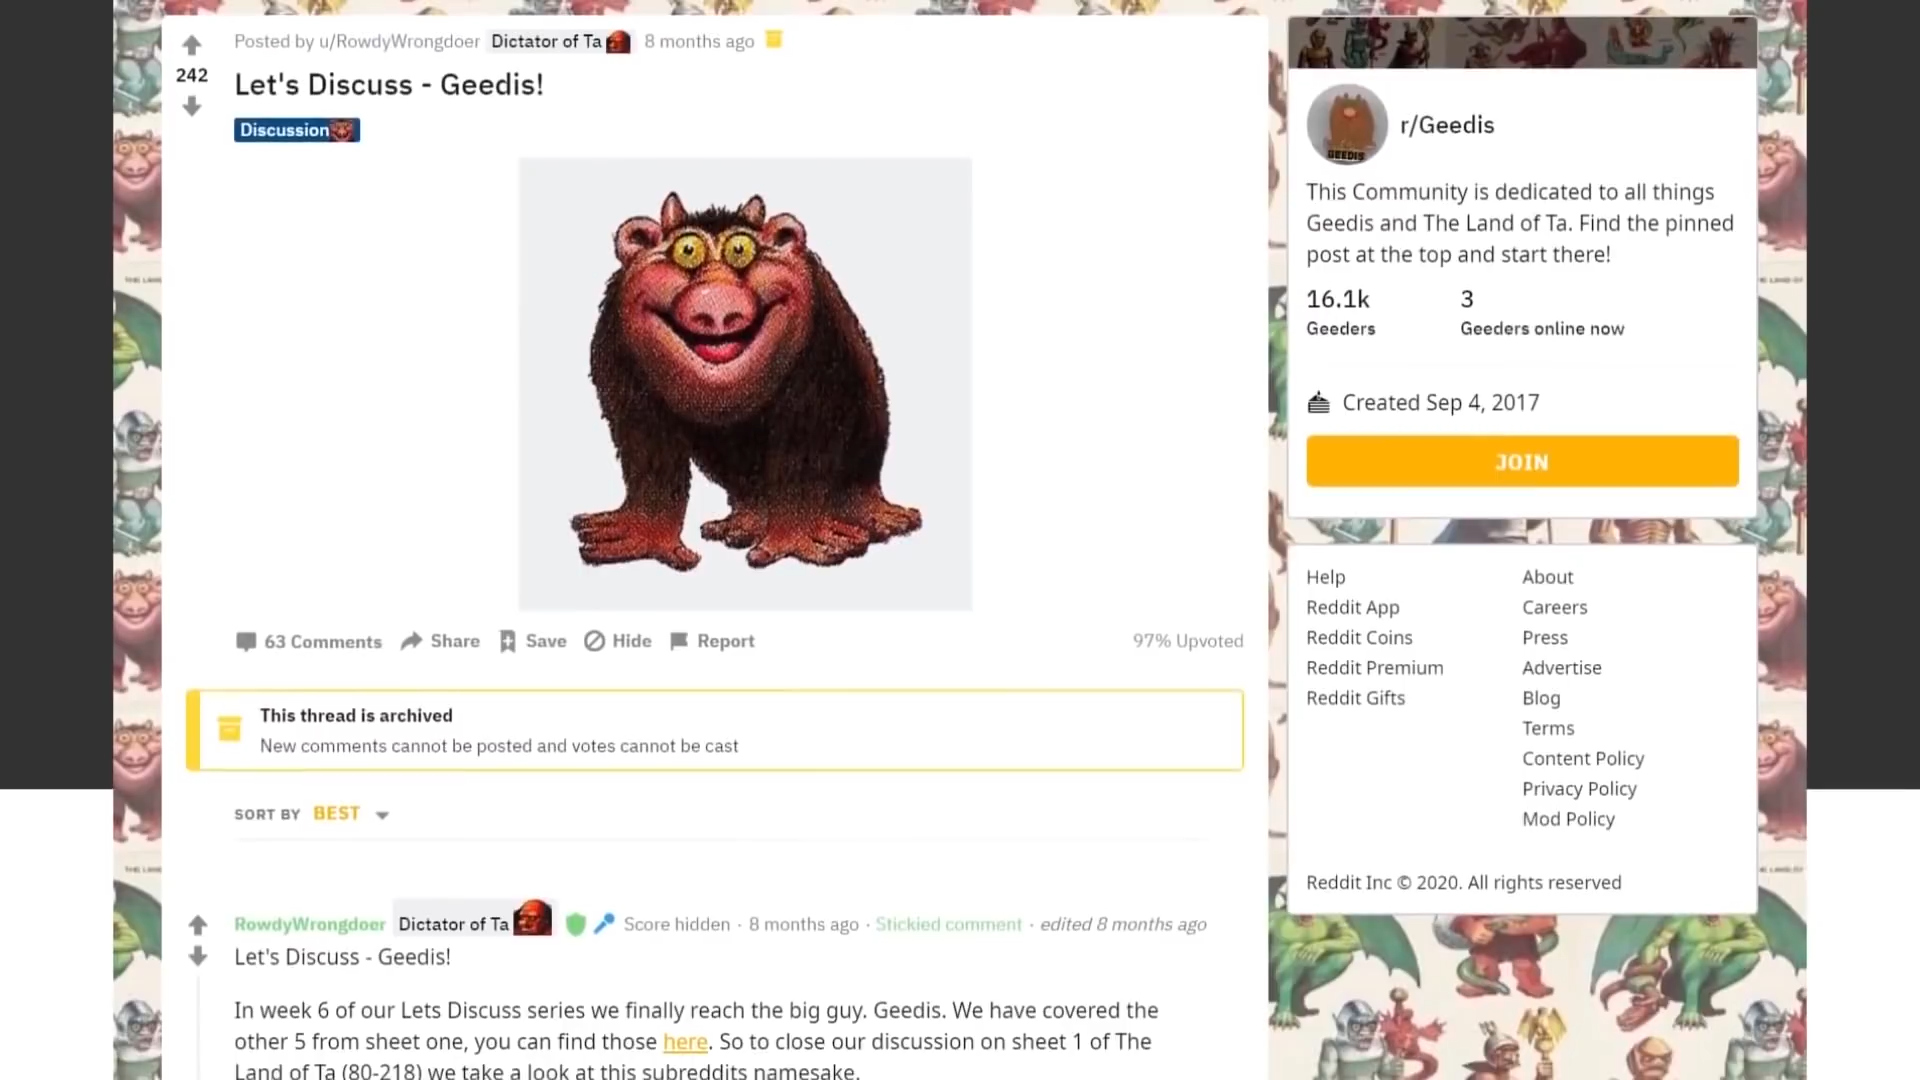 Posted by u/RowdyWrongdoer Dictator of Ta 8 months ago
242
Let's Discuss - Geedis!
Discussion
63 Comments Share Save Hide Report 97% Upvoted
This thread is archived
New comments cannot be posted and votes cannot be cast
SORT BY BEST
RowdyWrongdoer Dictator of Ta Score hidden · 8 months ago · Stickied comment · edited 8 months ago
Let's Discuss - Geedis!
In week 6 of our Lets Discuss series we finally reach the big guy. Geedis. We have covered the
other 5 from sheet one, you can find those here. So to close our discussion on sheet 1 of The
Land of Ta (80-218) we take a look at this subreddits namesake.
GEEDIS
r/Geedis
This Community is dedicated to all things
Geedis and The Land of Ta. Find the pinned
post at the top and start there!
16.1k 3
Geeders Geeders online now
Created Sep 4, 2017
JOIN
Help About
Reddit App Careers
Reddit Coins Press
Reddit Premium Advertise
Reddit Gifts Blog
Terms
Content Policy
Privacy Policy
Mod Policy
Reddit Inc © 2020. All rights reserved